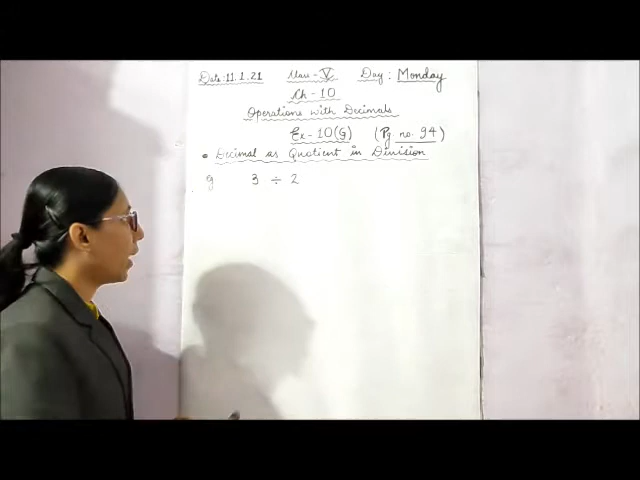 Date: 11.1.21 Class - V Day: Monday
Ch - 10
Operations with Decimals
Ex - 10(G) (Pg. no. 94)
• Decimal as Quotient in Division
g 3 ÷ 2